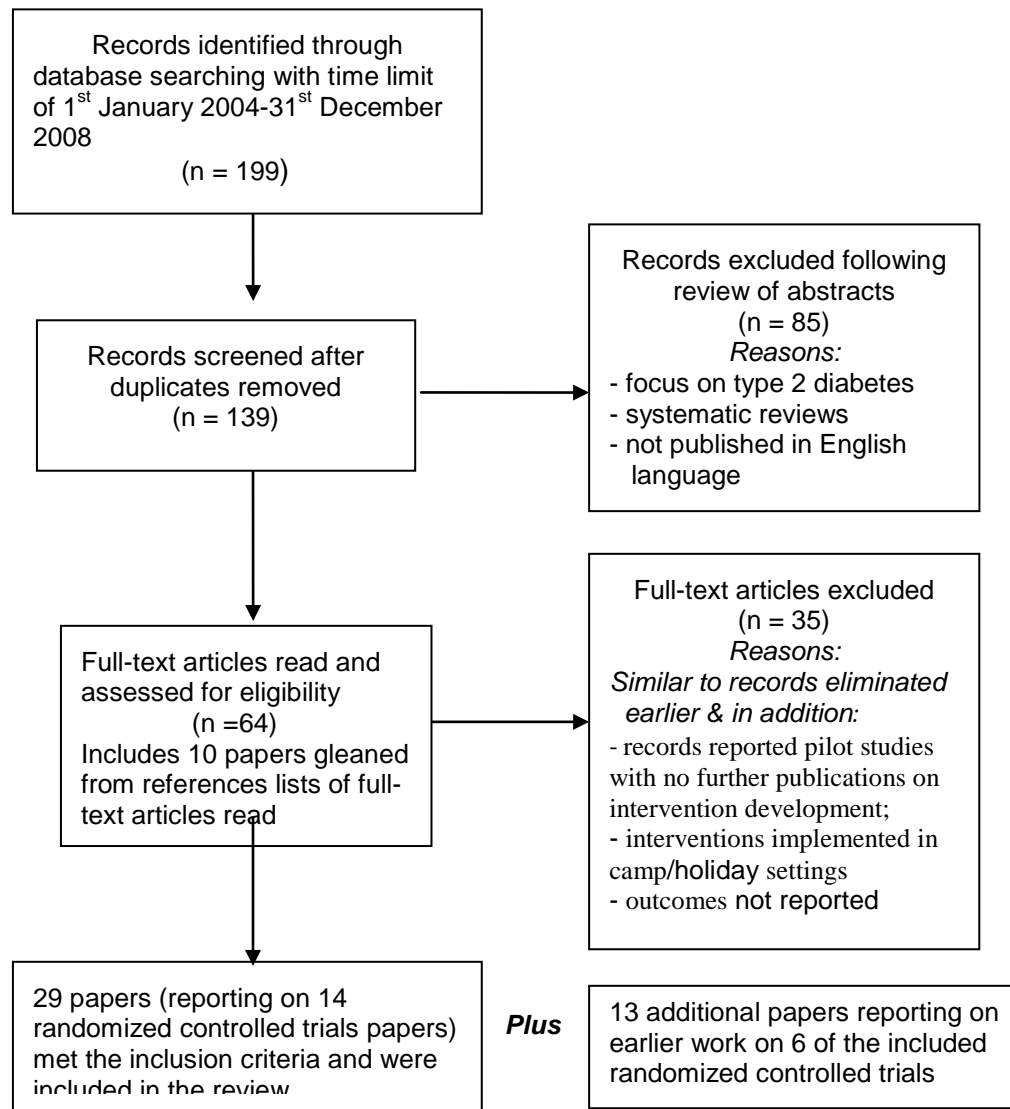 Records identified through
database searching with time limit
of 1st January 2004-31st December
2008
(n = 199)
Records excluded following
review of abstracts
(n = 85)
Reasons:
- focus on type 2 diabetes
- systematic reviews
- not published in English
language
Records screened after
duplicates removed
(n = 139)
Full-text articles excluded
(n = 35)
Reasons:
Similar to records eliminated
earlier & in addition:
- records reported pilot studies
with no further publications on
intervention development;
- interventions implemented in
camp/holiday settings
- outcomes not reported
Full-text articles read and
assessed for eligibility
(n =64)
Includes 10 papers gleaned
from references lists of full-
text articles read
29 papers (reporting on 14
randomized controlled trials papers)
met the inclusion criteria and were
included in the review
Plus
13 additional papers reporting on
earlier work on 6 of the included
randomized controlled trials